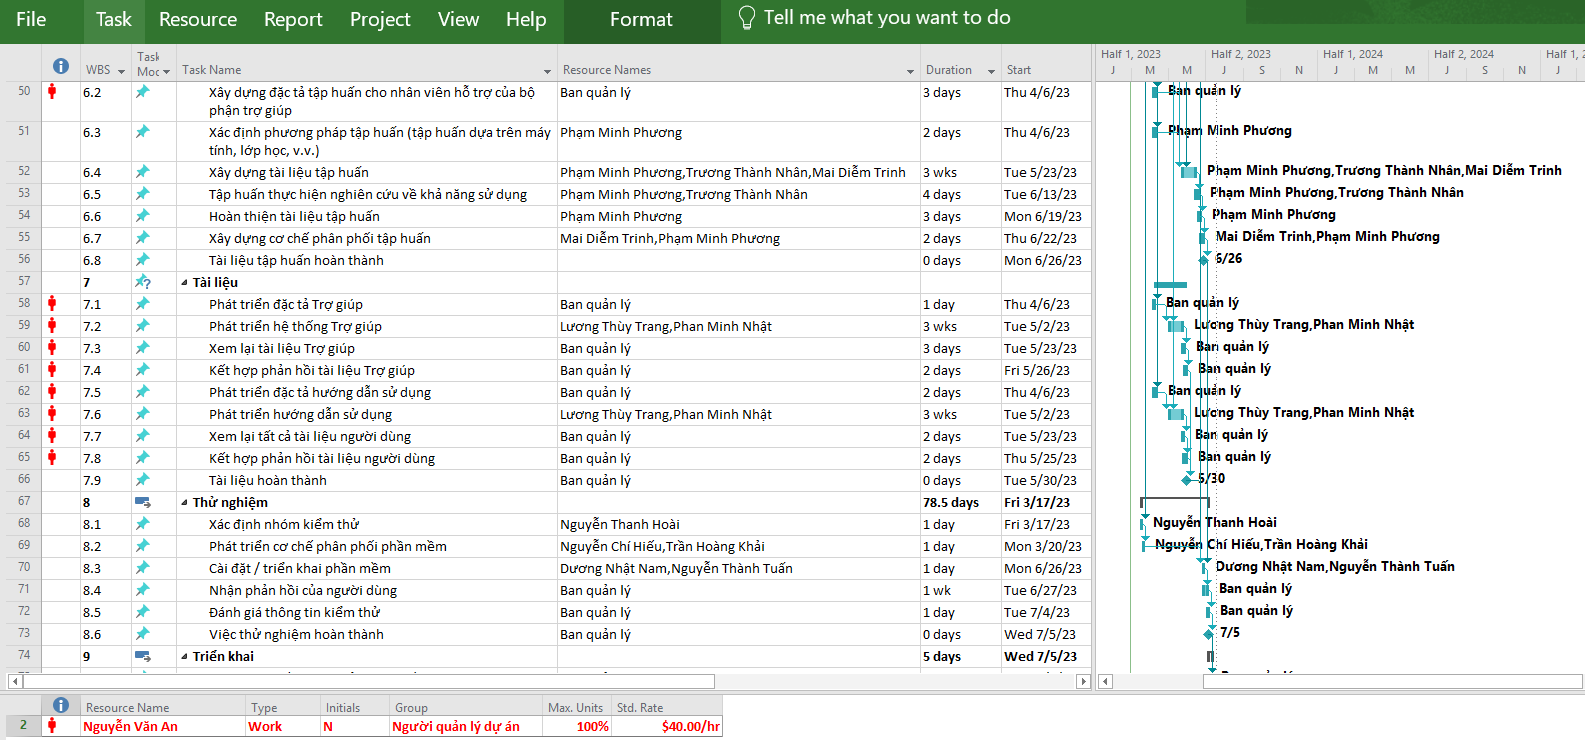 File Task Resource Report Project View Help Format Tell me what you want to do
Half 1, 2023 Half 2, 2023 Half 1, 2024 Half 2, 2024 Half 1, 2
WBS Task Moc Task Name Resource Names Duration Start J M M J S N J M M J S N J
50 6.2 Xây dựng đặc tả tập huấn cho nhân viên hỗ trợ của bộ Ban quản lý 3 days Thu 4/6/23 Ban quản lý
phận trợ giúp
51 6.3 Xác định phương pháp tập huấn (tập huấn dựa trên máy Phạm Minh Phương 2 days Thu 4/6/23 Phạm Minh Phương
tính, lớp học, v.v.)
52 6.4 Xây dựng tài liệu tập huấn Phạm Minh Phương,Trương Thành Nhân,Mai Diễm Trinh 3 wks Tue 5/23/23 Phạm Minh Phương,Trương Thành Nhân,Mai Diễm Trinh
53 6.5 Tập huấn thực hiện nghiên cứu về khả năng sử dụng Phạm Minh Phương,Trương Thành Nhân 4 days Tue 6/13/23 Phạm Minh Phương,Trương Thành Nhân
54 6.6 Hoàn thiện tài liệu tập huấn Phạm Minh Phương 3 days Mon 6/19/23 Phạm Minh Phương
55 6.7 Xây dựng cơ chế phân phối tập huấn Mai Diễm Trinh,Phạm Minh Phương 2 days Thu 6/22/23 Mai Diễm Trinh,Phạm Minh Phương
56 6.8 Tài liệu tập huấn hoàn thành 0 days Mon 6/26/23 6/26
57 7 Tài liệu
58 7.1 Phát triển đặc tả Trợ giúp Ban quản lý 1 day Thu 4/6/23 Ban quản lý
59 7.2 Phát triển hệ thống Trợ giúp Lương Thùy Trang,Phan Minh Nhật 3 wks Tue 5/2/23 Lương Thùy Trang,Phan Minh Nhật
60 7.3 Xem lại tài liệu Trợ giúp Ban quản lý 3 days Tue 5/23/23 Ban quản lý
61 7.4 Kết hợp phản hồi tài liệu Trợ giúp Ban quản lý 2 days Fri 5/26/23 Ban quản lý
62 7.5 Phát triển đặc tả hướng dẫn sử dụng Ban quản lý 2 days Thu 4/6/23 Ban quản lý
63 7.6 Phát triển hướng dẫn sử dụng Lương Thùy Trang,Phan Minh Nhật 3 wks Tue 5/2/23 Lương Thùy Trang,Phan Minh Nhật
64 7.7 Xem lại tất cả tài liệu người dùng Ban quản lý 2 days Tue 5/23/23 Ban quản lý
65 7.8 Kết hợp phản hồi tài liệu người dùng Ban quản lý 2 days Thu 5/25/23 Ban quản lý
66 7.9 Tài liệu hoàn thành Ban quản lý 0 days Tue 5/30/23 5/30
67 8 Thử nghiệm 78.5 days Fri 3/17/23
68 8.1 Xác định nhóm kiểm thử Nguyễn Thanh Hoài 1 day Fri 3/17/23 Nguyễn Thanh Hoài
69 8.2 Phát triển cơ chế phân phối phần mềm Nguyễn Chí Hiếu,Trần Hoàng Khải 1 day Mon 3/20/23 Nguyễn Chí Hiếu,Trần Hoàng Khải
70 8.3 Cài đặt / triển khai phần mềm Dương Nhật Nam,Nguyễn Thành Tuấn 1 day Mon 6/26/23 Dương Nhật Nam,Nguyễn Thành Tuấn
71 8.4 Nhận phản hồi của người dùng Ban quản lý 1 wk Tue 6/27/23 Ban quản lý
72 8.5 Đánh giá thông tin kiểm thử Ban quản lý 1 day Tue 7/4/23 Ban quản lý
73 8.6 Việc thử nghiệm hoàn thành Ban quản lý 0 days Wed 7/5/23 7/5
74 9 Triển khai 5 days Wed 7/5/23
Resource Name Type Initials Group Max. Units Std. Rate
2 Nguyễn Văn An Work N Người quản lý dự án 100% $40.00/hr